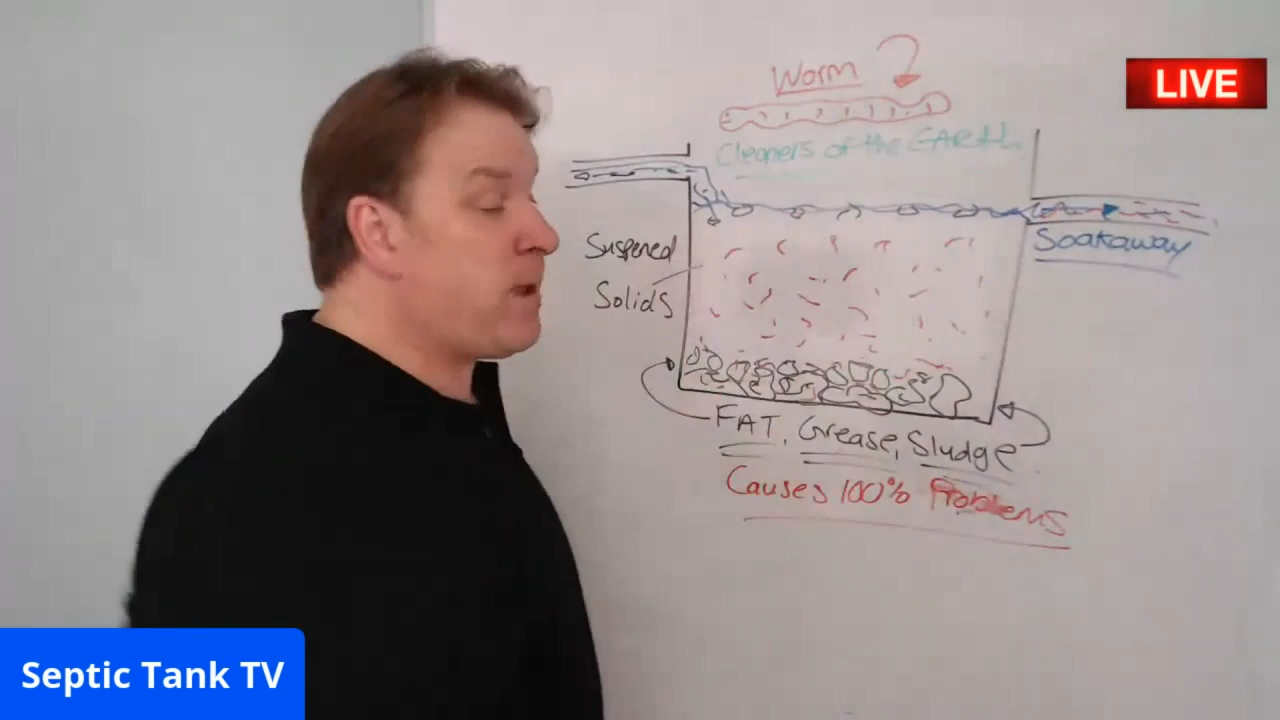 Worm ?
LIVE
Cleaners of the EARth
Suspened
Solids
Soakaway
FAT, Grease, Sludge
Causes 100% Problems
Septic Tank TV